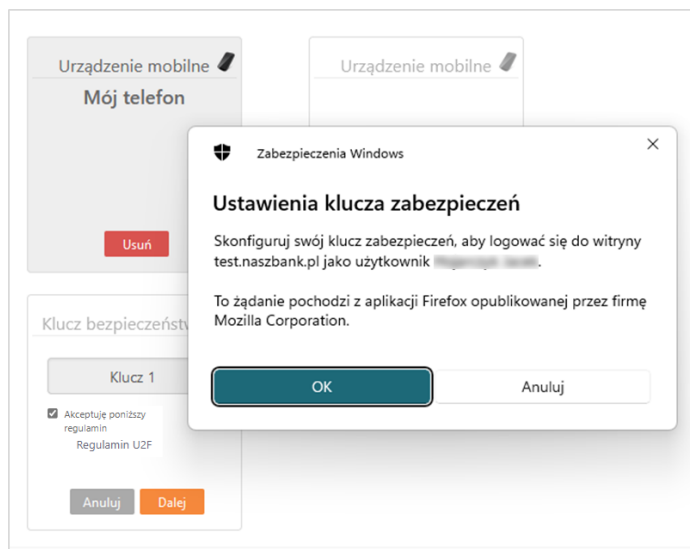 Urządzenie mobilne
Mój telefon
Usuń
Urządzenie mobilne
Zabezpieczenia Windows
Ustawienia klucza zabezpieczeń
Skonfiguruj swój klucz zabezpieczeń, aby logować się do witryny
test.naszbank.pl jako użytkownik .
To żądanie pochodzi z aplikacji Firefox opublikowanej przez firmę
Mozilla Corporation.
OK
Anuluj
Klucz bezpieczeństw
Klucz 1
Akceptuję poniższy
regulamin
Regulamin U2F
Anuluj
Dalej